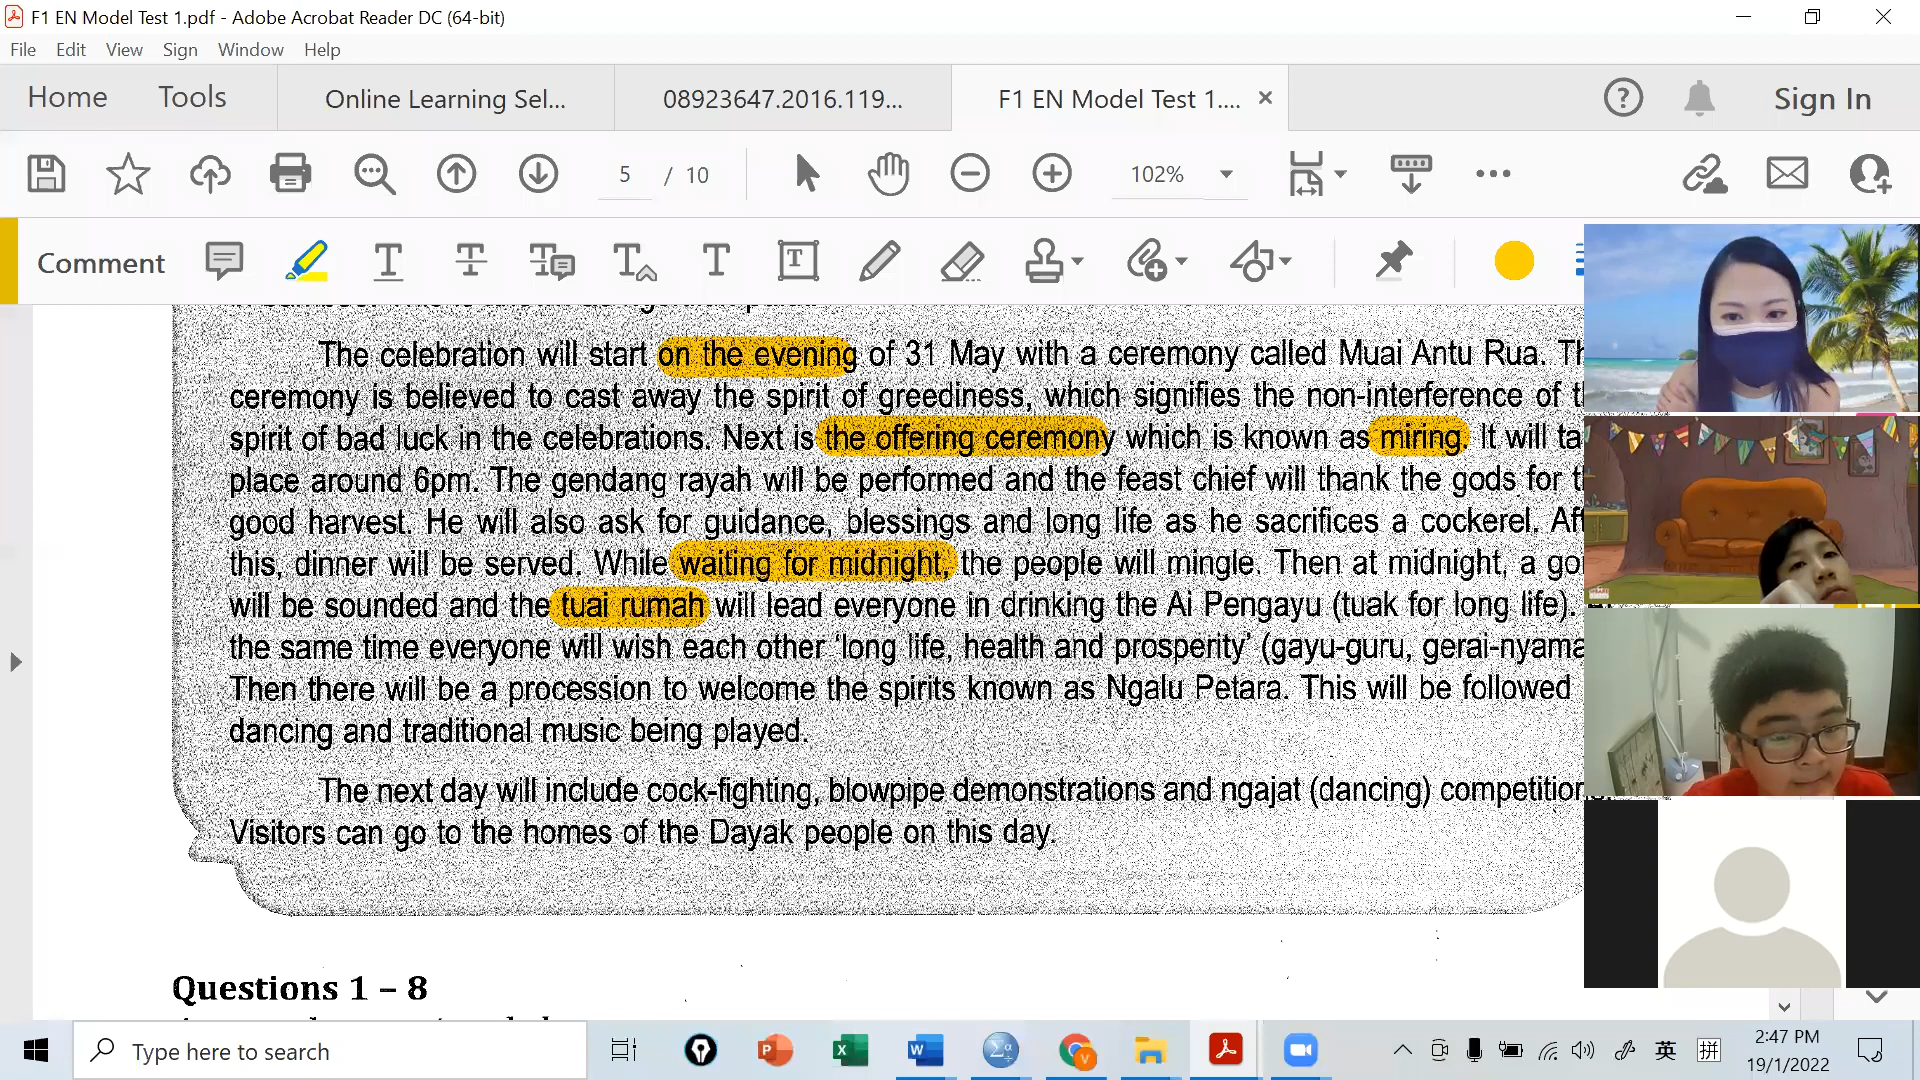 F1 EN Model Test 1.pdf - Adobe Acrobat Reader DC (64-bit)
File Edit View Sign Window Help
Home Tools Online Learning Sel... 08923647.2016.119... F1 EN Model Test 1.... Sign In
5 / 10 102%
Comment
The celebration will start on the evening of 31 May with a ceremony called Muai Antu Rua.
ceremony is believed to cast away the spirit of greediness, which signifies the non-interference of
spirit of bad luck in the celebrations. Next is the offering ceremony which is known as miring. It will
place around 6pm. The gendang rayah will be performed and the feast chief will thank the gods for
good harvest. He will also ask for guidance, blessings and long life as he sacrifices a cockerel.
this, dinner will be served. While waiting for midnight, the people will mingle. Then at midnight, a
will be sounded and the tuai rumah will lead everyone in drinking the Ai Pengayu (tuak for long life).
the same time everyone will wish each other 'long life, health and prosperity' (gayu-guru, gerai-nyama
Then there will be a procession to welcome the spirits known as Ngalu Petara. This will be followed
dancing and traditional music being played.
The next day will include cock-fighting, blowpipe demonstrations and ngajat (dancing) competition
Visitors can go to the homes of the Dayak people on this day.
Questions 1 – 8
Type here to search
英 拼
2:47 PM
19/1/2022